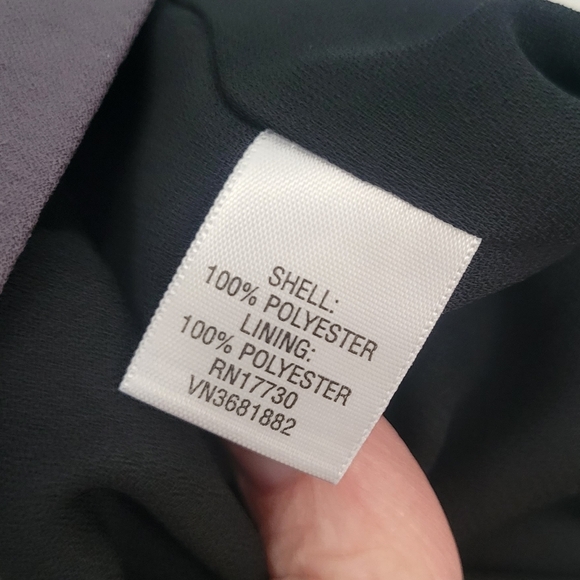 SHELL:
100% POLYESTER
LINING:
100% POLYESTER
RN17730
VN3681882